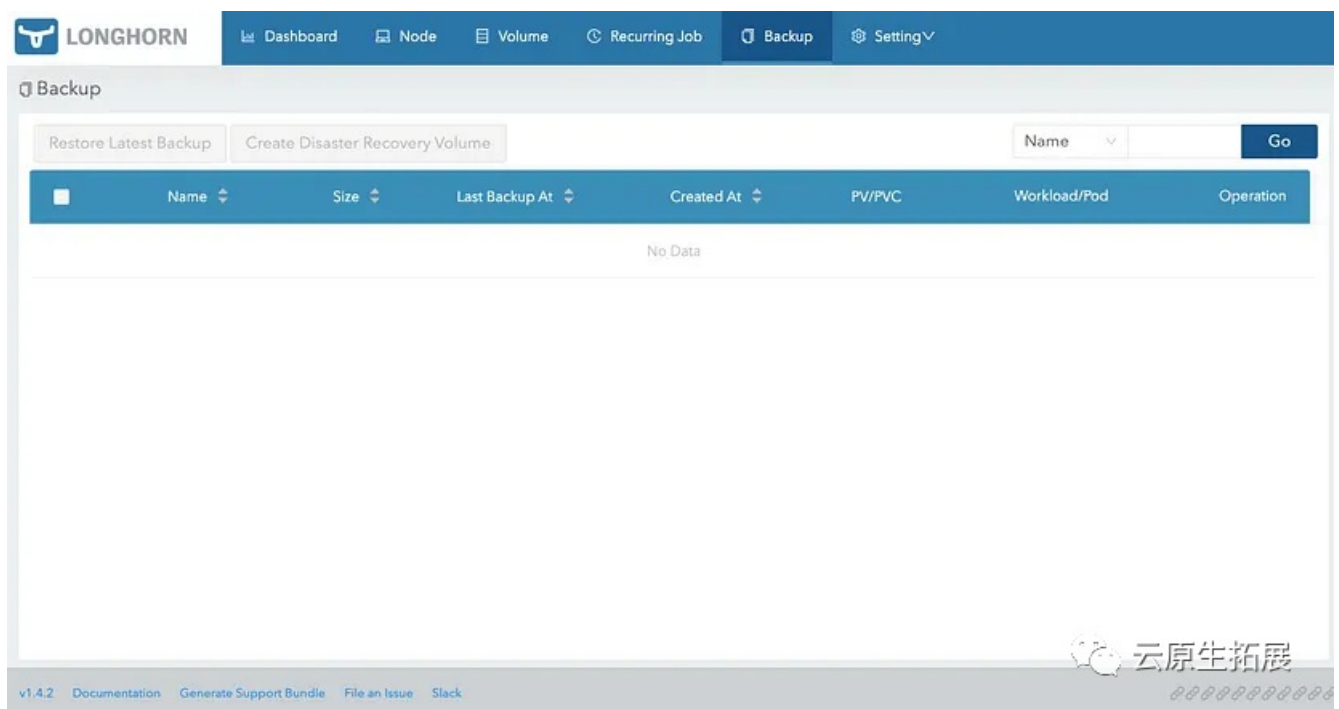 LONGHORN Dashboard Node Volume Recurring Job Backup Setting
Backup
Restore Latest Backup Create Disaster Recovery Volume Name Go
Name Size Last Backup At Created At PV/PVC Workload/Pod Operation
No Data
云原生拓展
v1.4.2 Documentation Generate Support Bundle File an Issue Slack